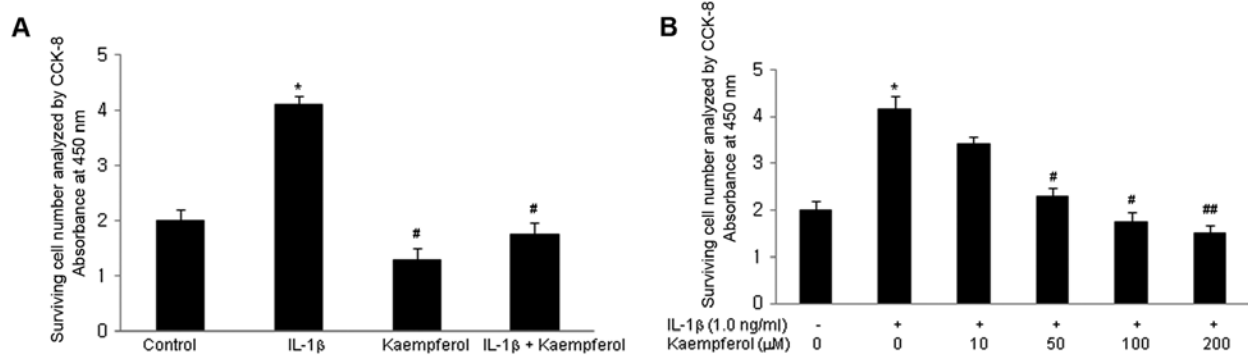 A
Surviving cell number analyzed by CCK-8
Absorbance at 450 nm
5
4
3
2
1
0
*
#
#
Control IL-1β Kaempferol IL-1β + Kaempferol
B
Surviving cell number analyzed by CCK-8
Absorbance at 450 nm
5
4
3
2
1
0
*
#
#
##
IL-1β (1.0 ng/ml) - + + + + +
Kaempferol (μM) 0 0 10 50 100 200